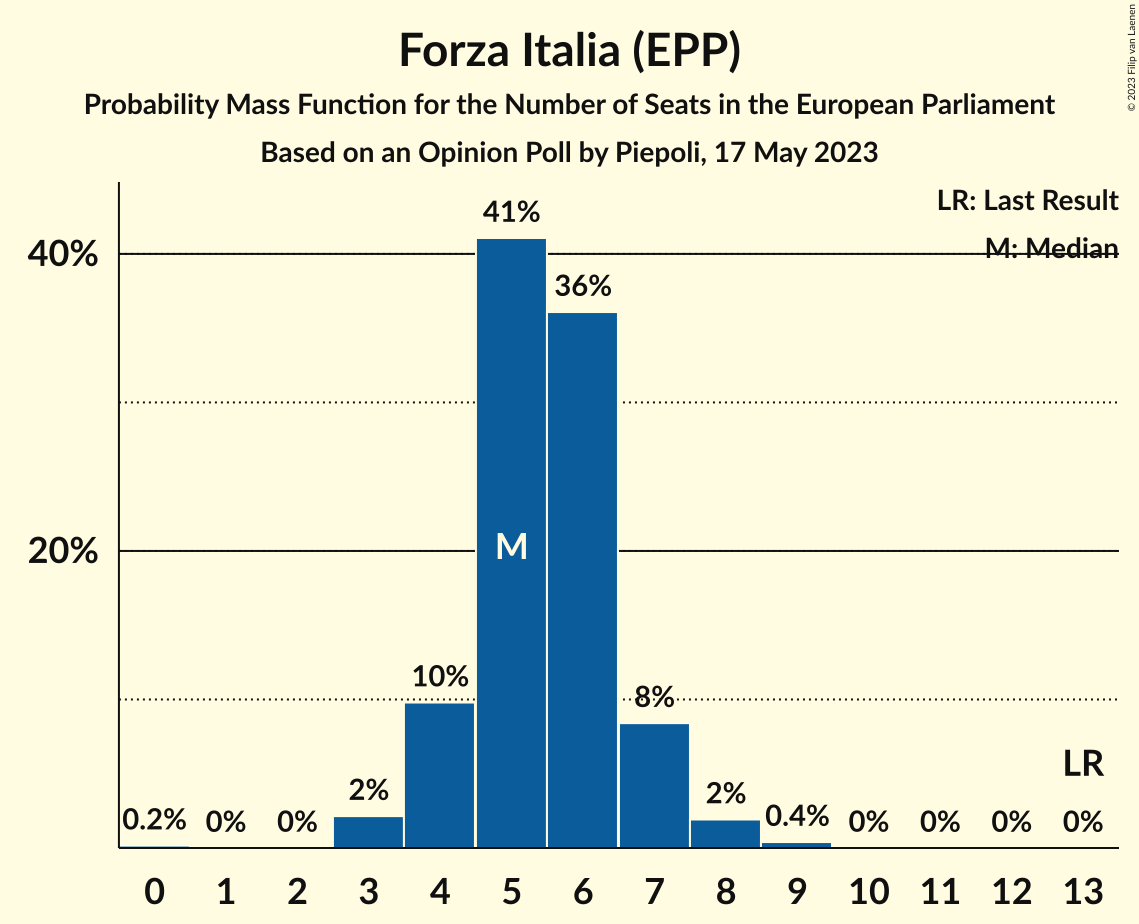 Forza Italia (EPP)
Probability Mass Function for the Number of Seats in the European Parliament
Based on an Opinion Poll by Piepoli, 17 May 2023
© 2023 Filip van Laenen
LR: Last Result
M: Median
40%
20%
0.2%
0%
0%
2%
10%
41%
36%
8%
2%
0.4%
0%
0%
0%
0%
M
LR
0 1 2 3 4 5 6 7 8 9 10 11 12 13